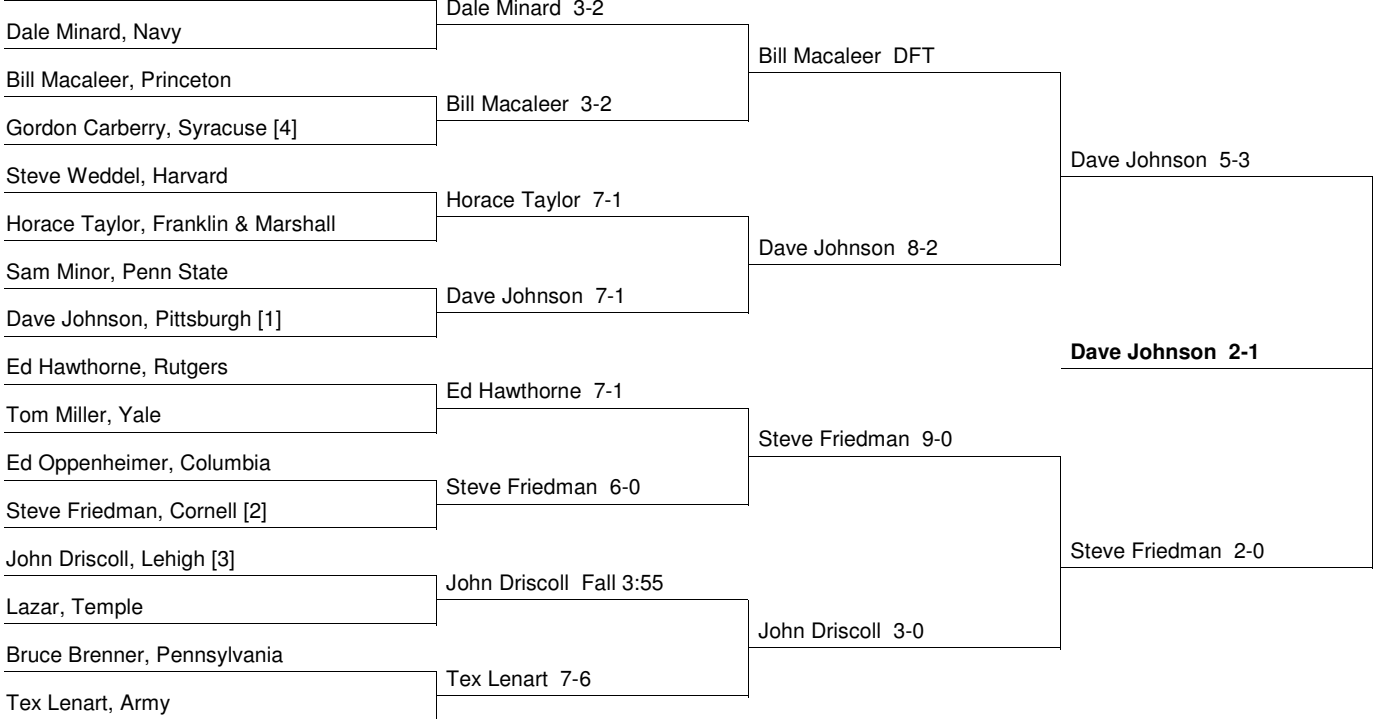 Dale Minard 3-2
Dale Minard, Navy
Bill Macaleer DFT
Bill Macaleer, Princeton
Bill Macaleer 3-2
Gordon Carberry, Syracuse [4]
Dave Johnson 5-3
Steve Weddel, Harvard
Horace Taylor 7-1
Horace Taylor, Franklin & Marshall
Dave Johnson 8-2
Sam Minor, Penn State
Dave Johnson 7-1
Dave Johnson, Pittsburgh [1]
Dave Johnson 2-1
Ed Hawthorne, Rutgers
Ed Hawthorne 7-1
Tom Miller, Yale
Steve Friedman 9-0
Ed Oppenheimer, Columbia
Steve Friedman 6-0
Steve Friedman, Cornell [2]
Steve Friedman 2-0
John Driscoll, Lehigh [3]
John Driscoll Fall 3:55
Lazar, Temple
John Driscoll 3-0
Bruce Brenner, Pennsylvania
Tex Lenart 7-6
Tex Lenart, Army